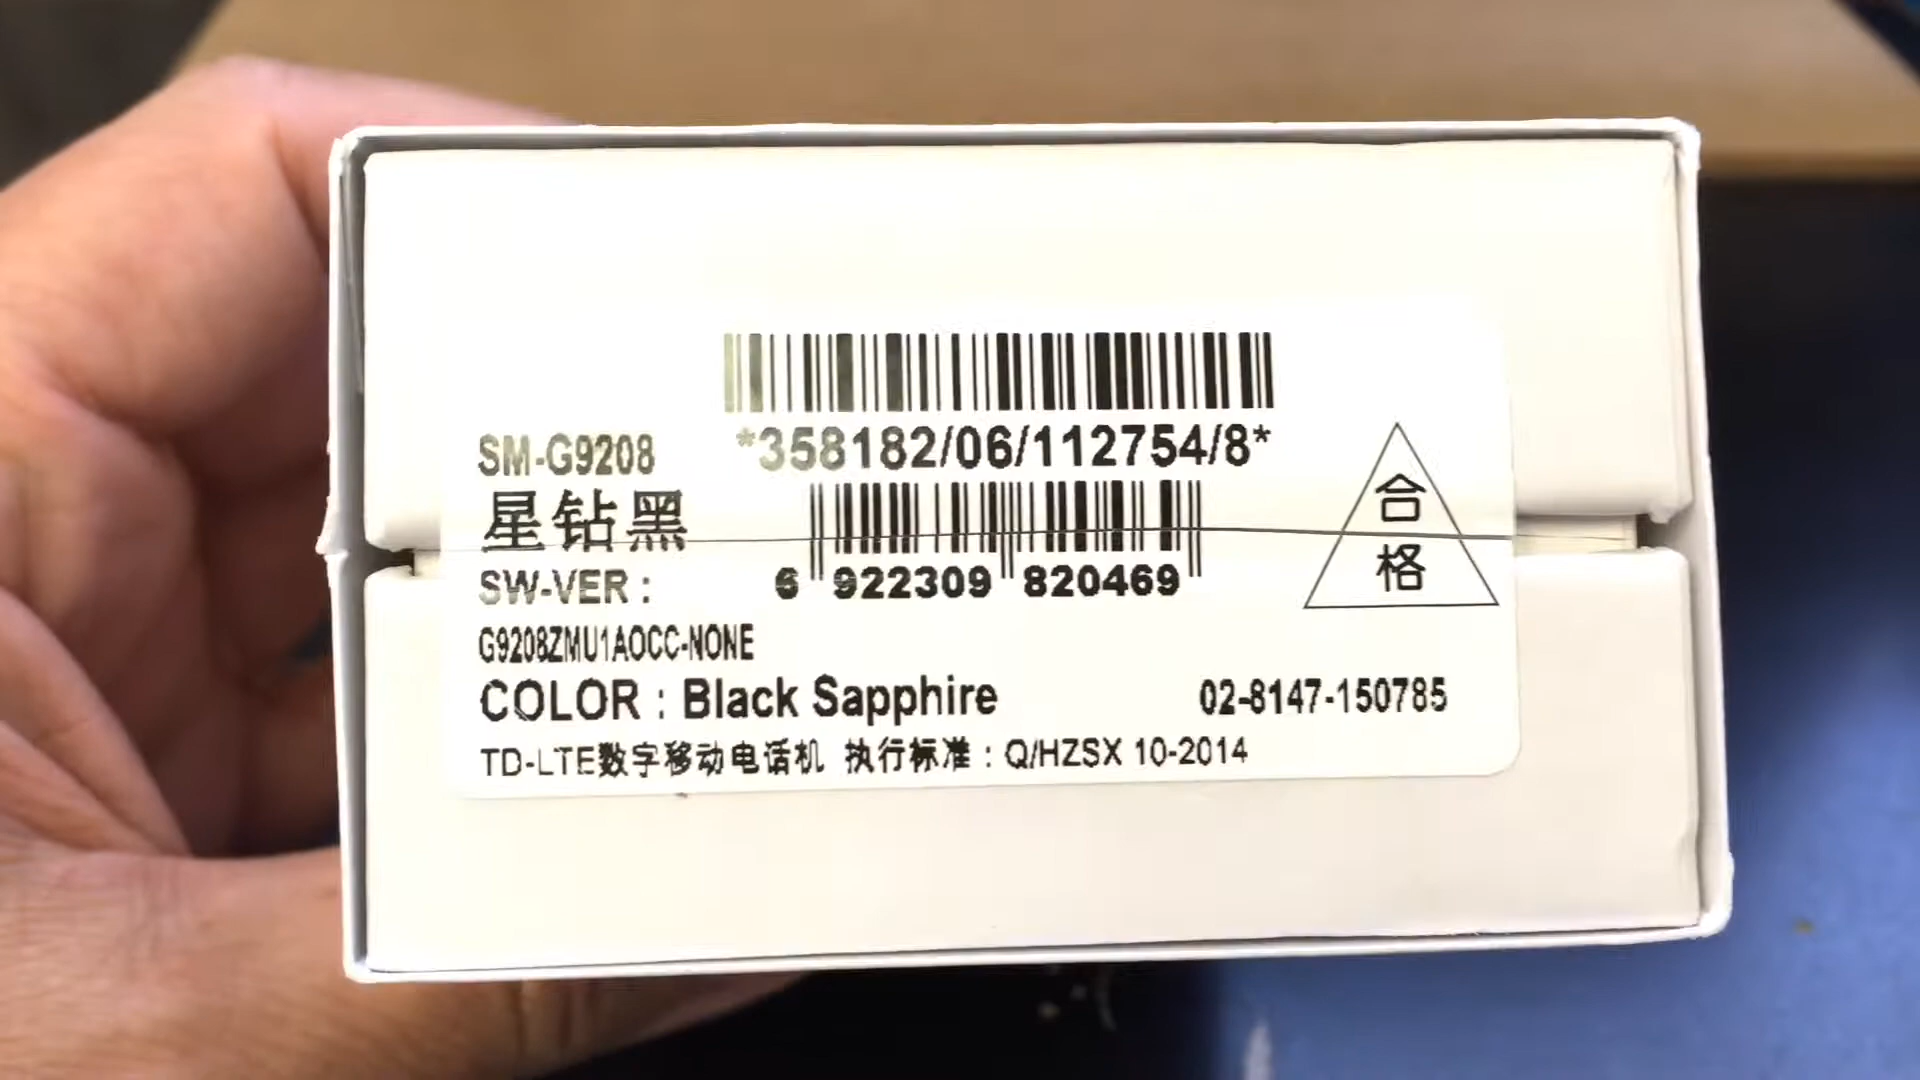 *358182/06/112754/8*
SM-G9208
星钻黑
6 922309 820469
合
格
SW-VER :
G9208ZMU1AOCC-NONE
COLOR : Black Sapphire
02-8147-150785
TD-LTE数字移动电话机 执行标准 : Q/HZSX 10-2014